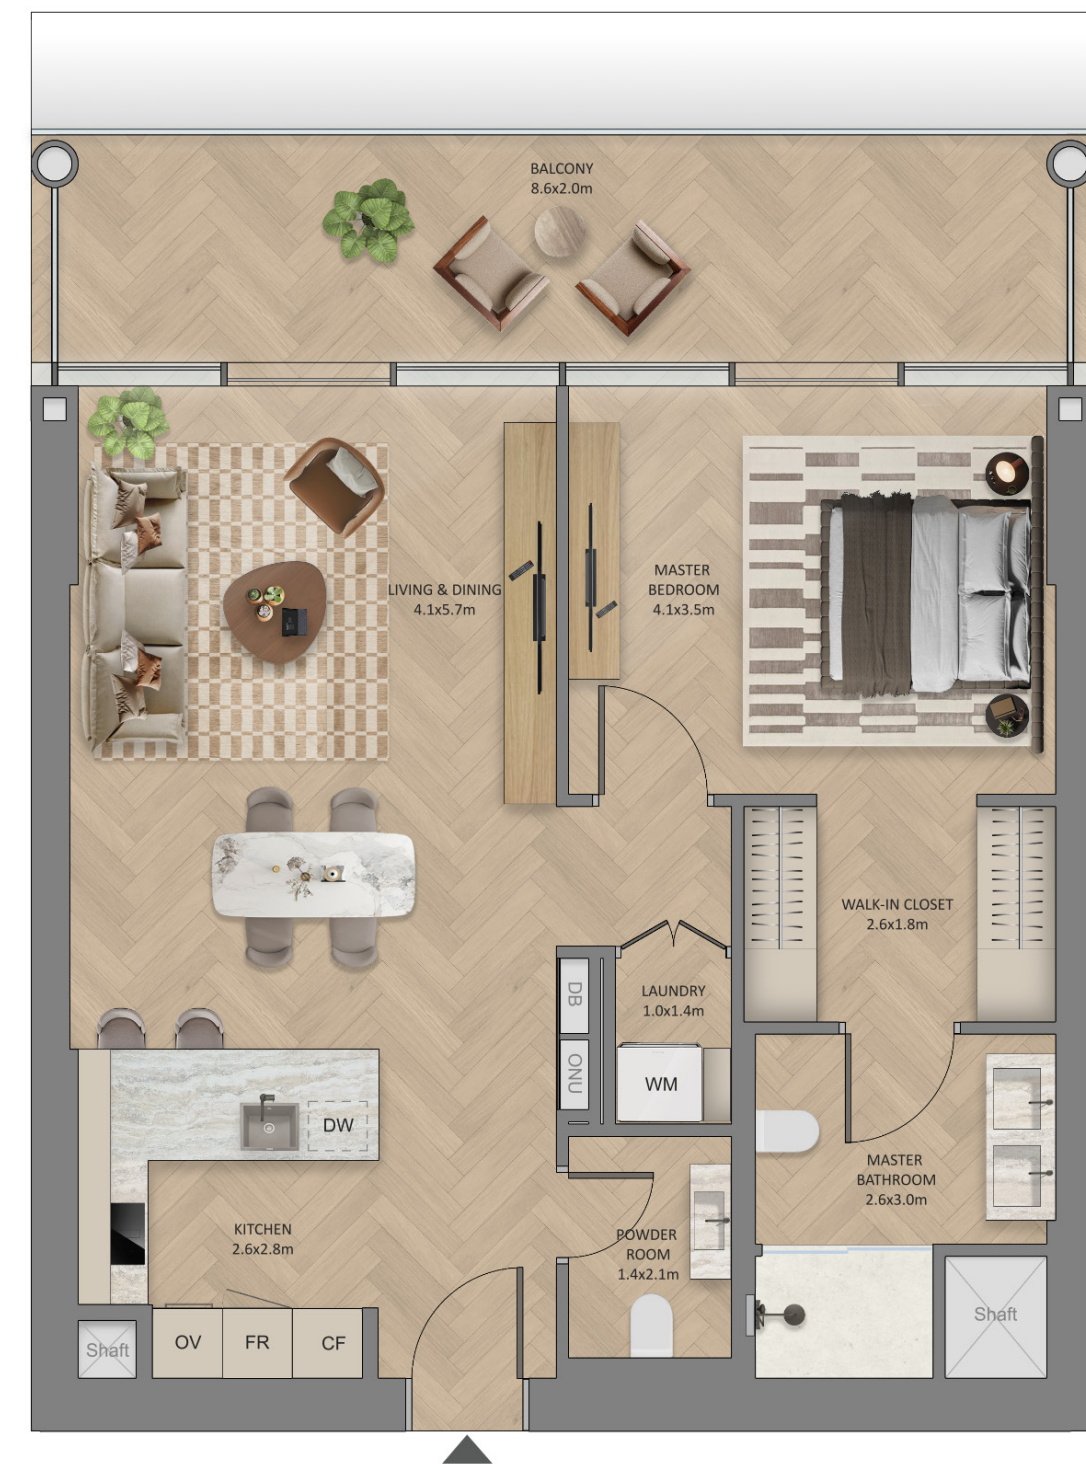 BALCONY
8.6x2.0m
LIVING & DINING
4.1x5.7m
MASTER
BEDROOM
4.1x3.5m
WALK-IN CLOSET
2.6x1.8m
DB
ONU
LAUNDRY
1.0x1.4m
WM
DW
MASTER
BATHROOM
2.6x3.0m
KITCHEN
2.6x2.8m
POWDER
ROOM
1.4x2.1m
Shaft
OV
FR
CF
Shaft